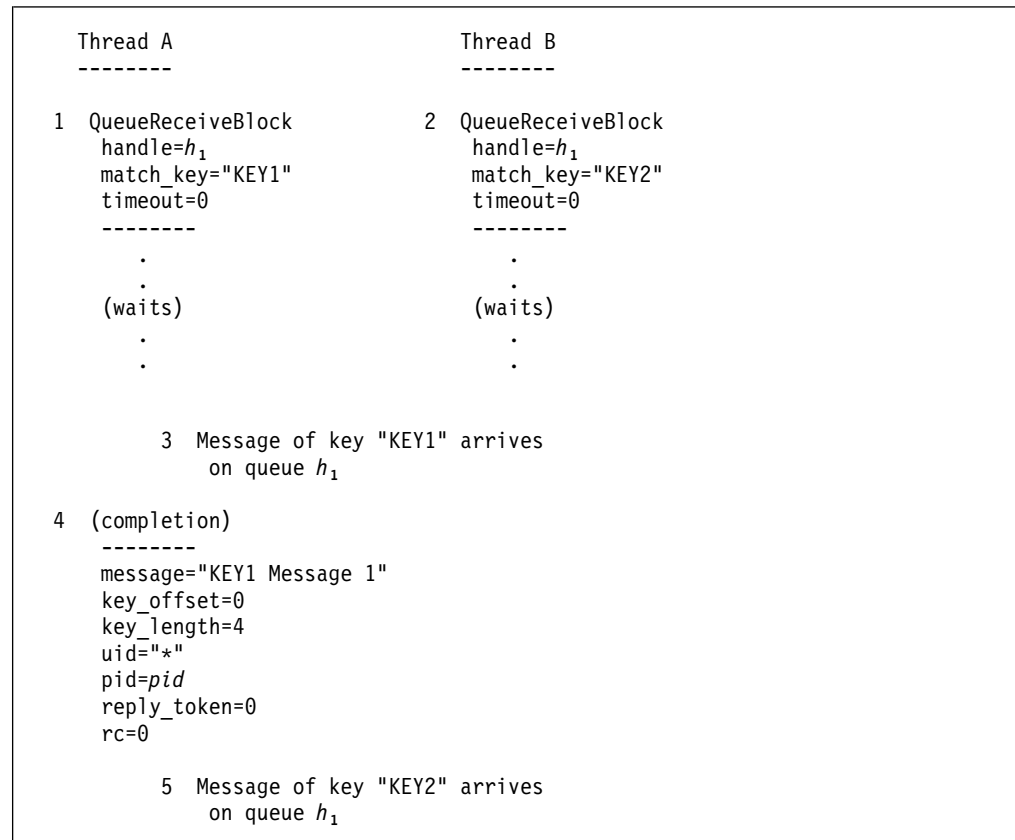 Thread A Thread B
-------- --------
1 QueueReceiveBlock 2 QueueReceiveBlock
handle=h₁ handle=h₁
match_key="KEY1" match_key="KEY2"
timeout=0 timeout=0
-------- --------
. .
. .
(waits) (waits)
. .
. .
3 Message of key "KEY1" arrives
on queue h₁
4 (completion)
--------
message="KEY1 Message 1"
key_offset=0
key_length=4
uid="*"
pid=pid
reply_token=0
rc=0
5 Message of key "KEY2" arrives
on queue h₁